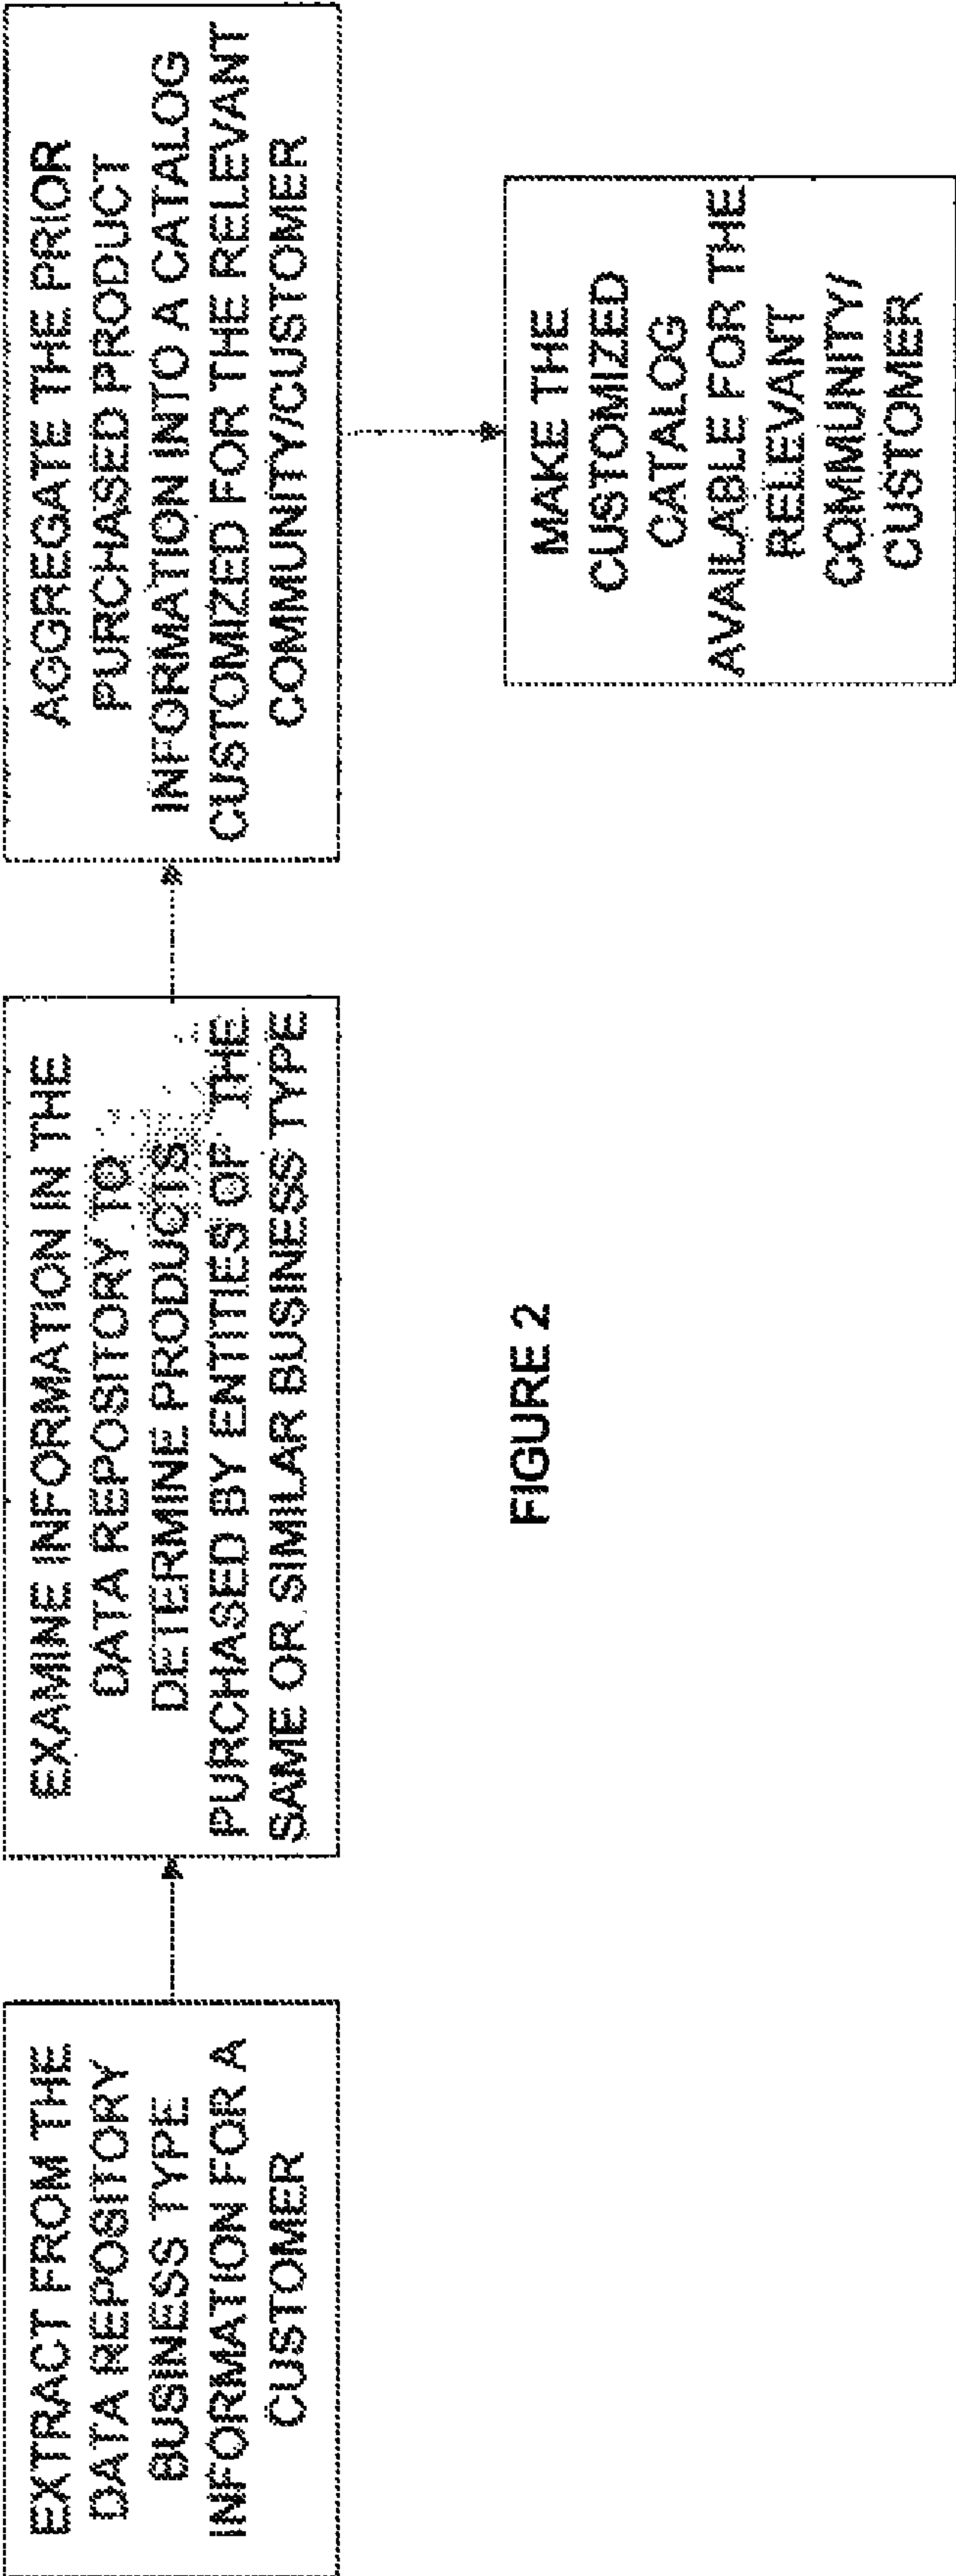 EXTRACT FROM THE
DATA REPOSITORY
BUSINESS TYPE
INFORMATION FOR A
CUSTOMER
EXAMINE INFORMATION IN THE
DATA REPOSITORY TO
DETERMINE PRODUCTS
PURCHASED BY ENTITIES OF THE
SAME OR SIMILAR BUSINESS TYPE
AGGREGATE THE PRIOR
PURCHASED PRODUCT
INFORMATION INTO A CATALOG
CUSTOMIZED FOR THE RELEVANT
COMMUNITY/CUSTOMER
MAKE THE
CUSTOMIZED
CATALOG
AVAILABLE FOR THE
RELEVANT
COMMUNITY/
CUSTOMER
FIGURE 2